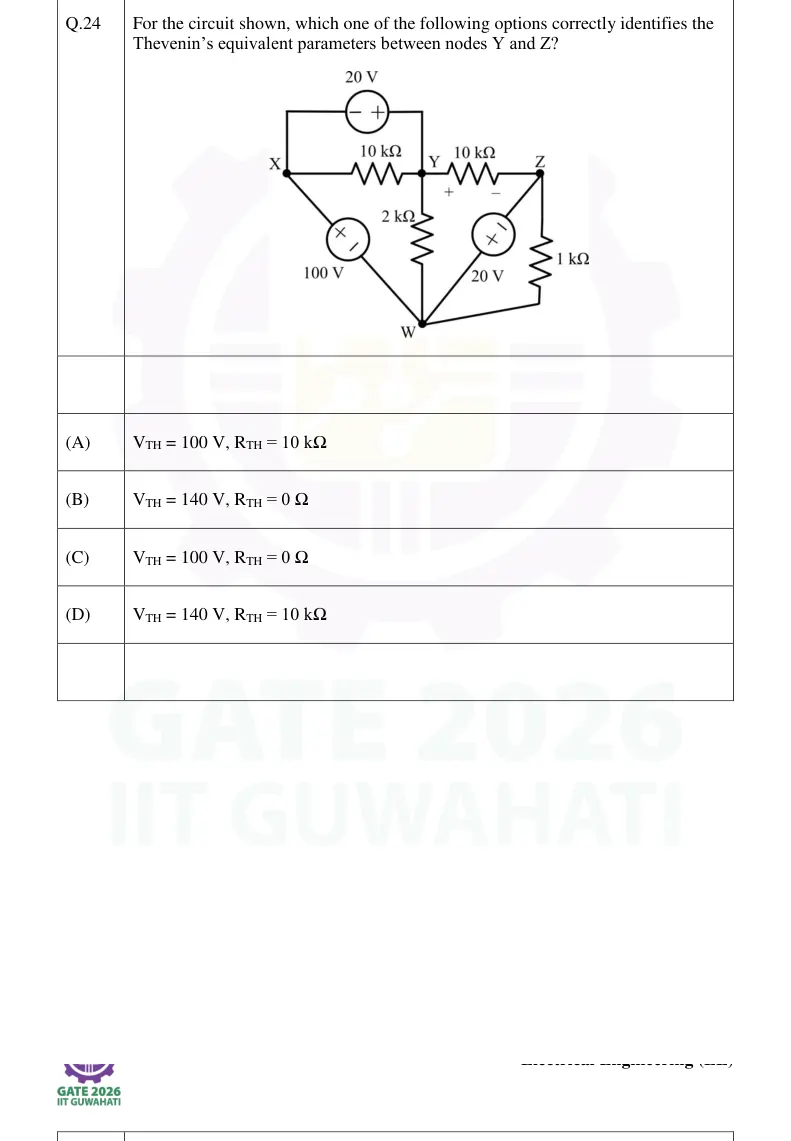 Q.24 For the circuit shown, which one of the following options correctly identifies the
Thevenin's equivalent parameters between nodes Y and Z?
20 V
− +
X 10 kΩ Y 10 kΩ Z
+ −
2 kΩ
+ −
+ −
100 V 20 V 1 kΩ
W
(A) VTH = 100 V, RTH = 10 kΩ
(B) VTH = 140 V, RTH = 0 Ω
(C) VTH = 100 V, RTH = 0 Ω
(D) VTH = 140 V, RTH = 10 kΩ
GATE 2026
IIT GUWAHATI
GATE 2026
IIT GUWAHATI